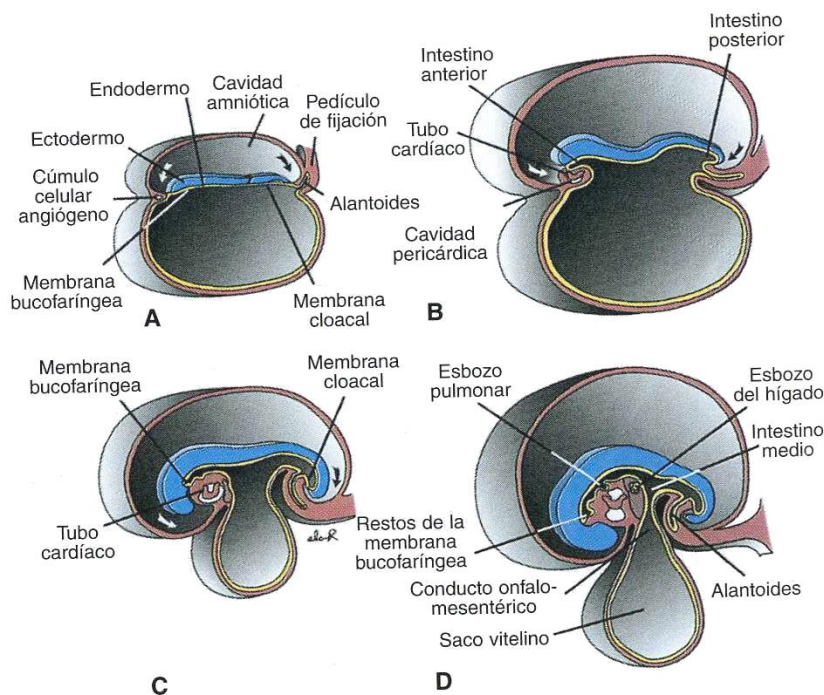 Endodermo
Cavidad
amniótica
Pedículo
de fijación
Ectodermo
Cúmulo
celular
angiógeno
Alantoides
Membrana
bucofaríngea
Membrana
cloacal
A
Intestino
anterior
Intestino
posterior
Tubo
cardíaco
Cavidad
pericárdica
B
Membrana
bucofaríngea
Membrana
cloacal
Tubo
cardíaco
C
Esbozo
pulmonar
Esbozo
del hígado
Intestino
medio
Restos de la
membrana
bucofaríngea
Conducto onfalo-
mesentérico
Alantoides
Saco vitelino
D